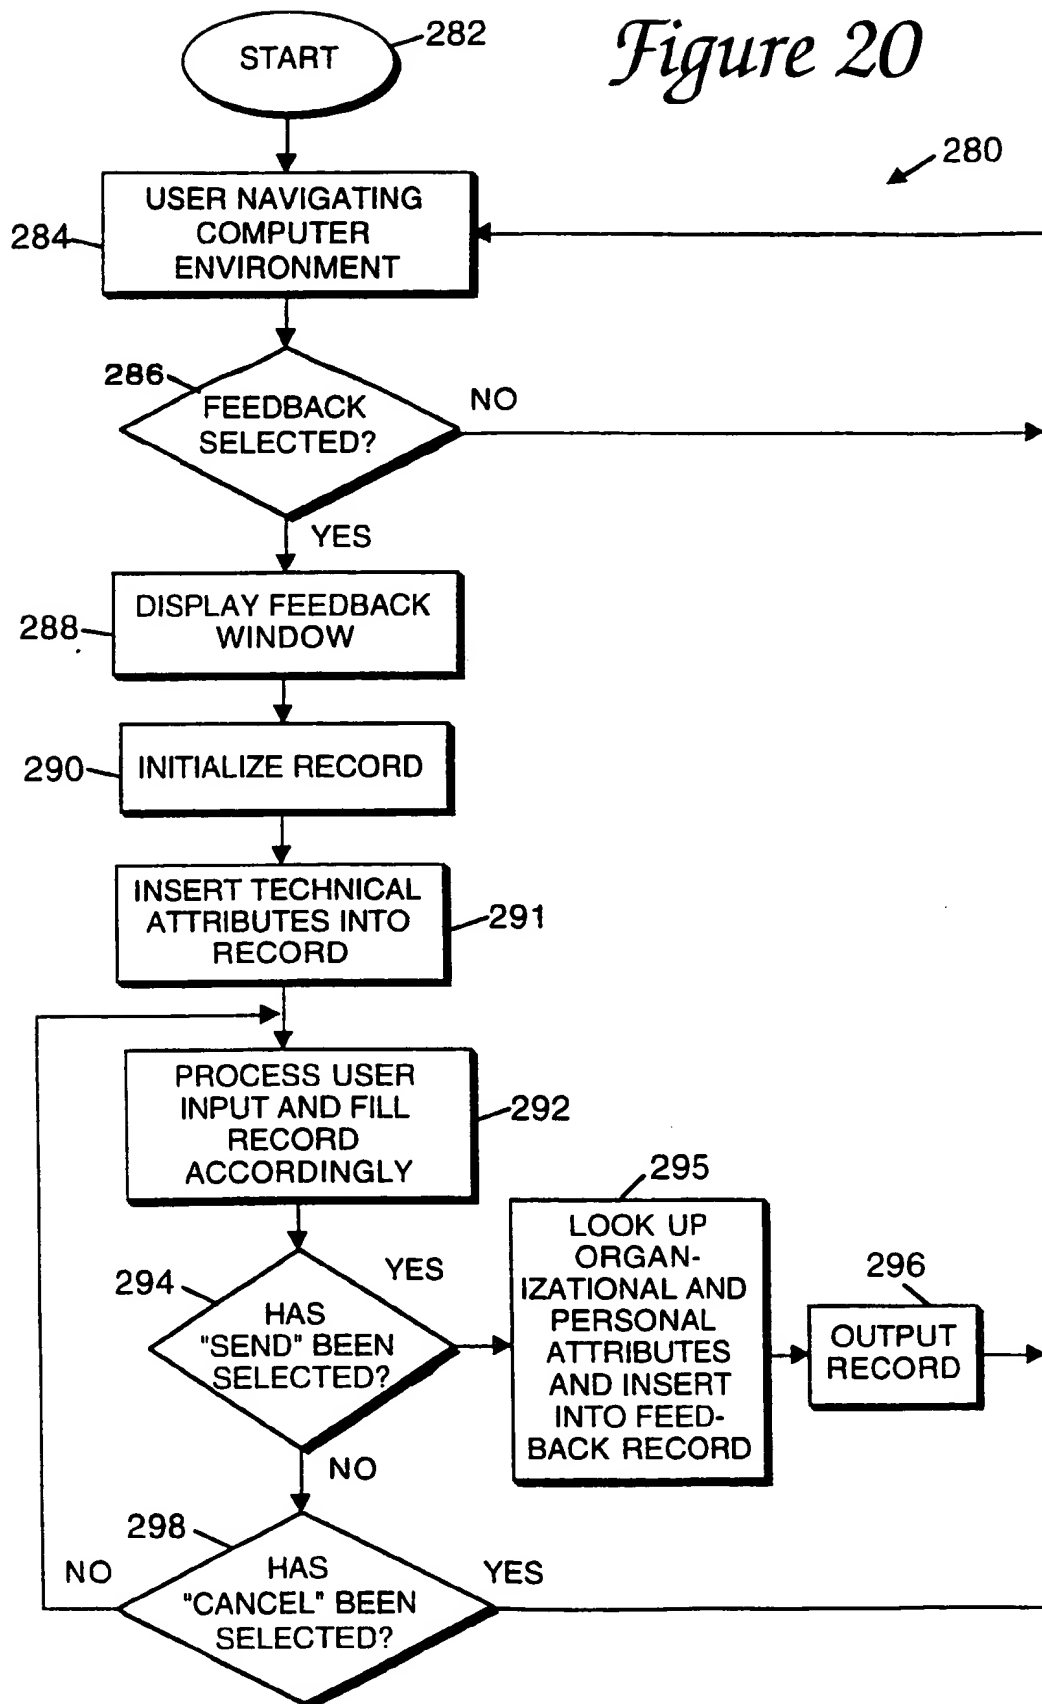 START
282
Figure 20
280
USER NAVIGATING
COMPUTER
ENVIRONMENT
284
286
FEEDBACK
SELECTED?
NO
YES
DISPLAY FEEDBACK
WINDOW
288
INITIALIZE RECORD
290
INSERT TECHNICAL
ATTRIBUTES INTO
RECORD
291
PROCESS USER
INPUT AND FILL
RECORD
ACCORDINGLY
292
294
HAS
"SEND" BEEN
SELECTED?
YES
NO
295
LOOK UP
ORGAN-
IZATIONAL AND
PERSONAL
ATTRIBUTES
AND INSERT
INTO FEED-
BACK RECORD
296
OUTPUT
RECORD
298
HAS
"CANCEL" BEEN
SELECTED?
NO
YES